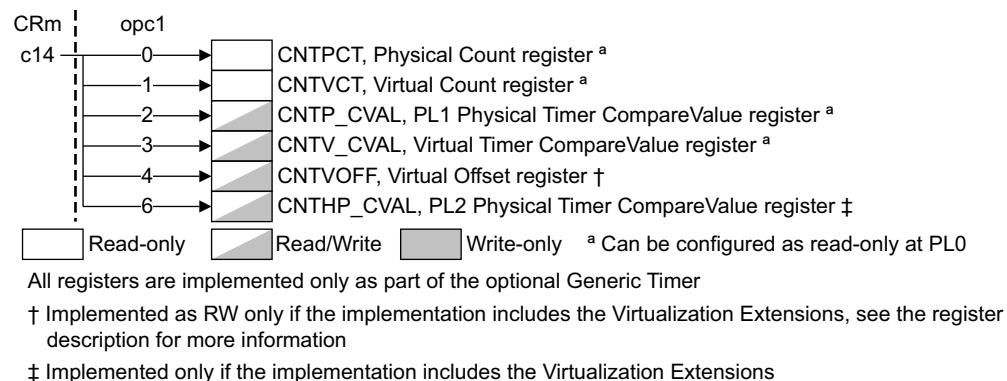 CRm opc1
c14 0 CNTPCT, Physical Count register ª
1 CNTVCT, Virtual Count register ª
2 CNTP_CVAL, PL1 Physical Timer CompareValue register ª
3 CNTV_CVAL, Virtual Timer CompareValue register ª
4 CNTVOFF, Virtual Offset register †
6 CNTHP_CVAL, PL2 Physical Timer CompareValue register ‡
Read-only Read/Write Write-only ª Can be configured as read-only at PL0
All registers are implemented only as part of the optional Generic Timer
† Implemented as RW only if the implementation includes the Virtualization Extensions, see the register
description for more information
‡ Implemented only if the implementation includes the Virtualization Extensions